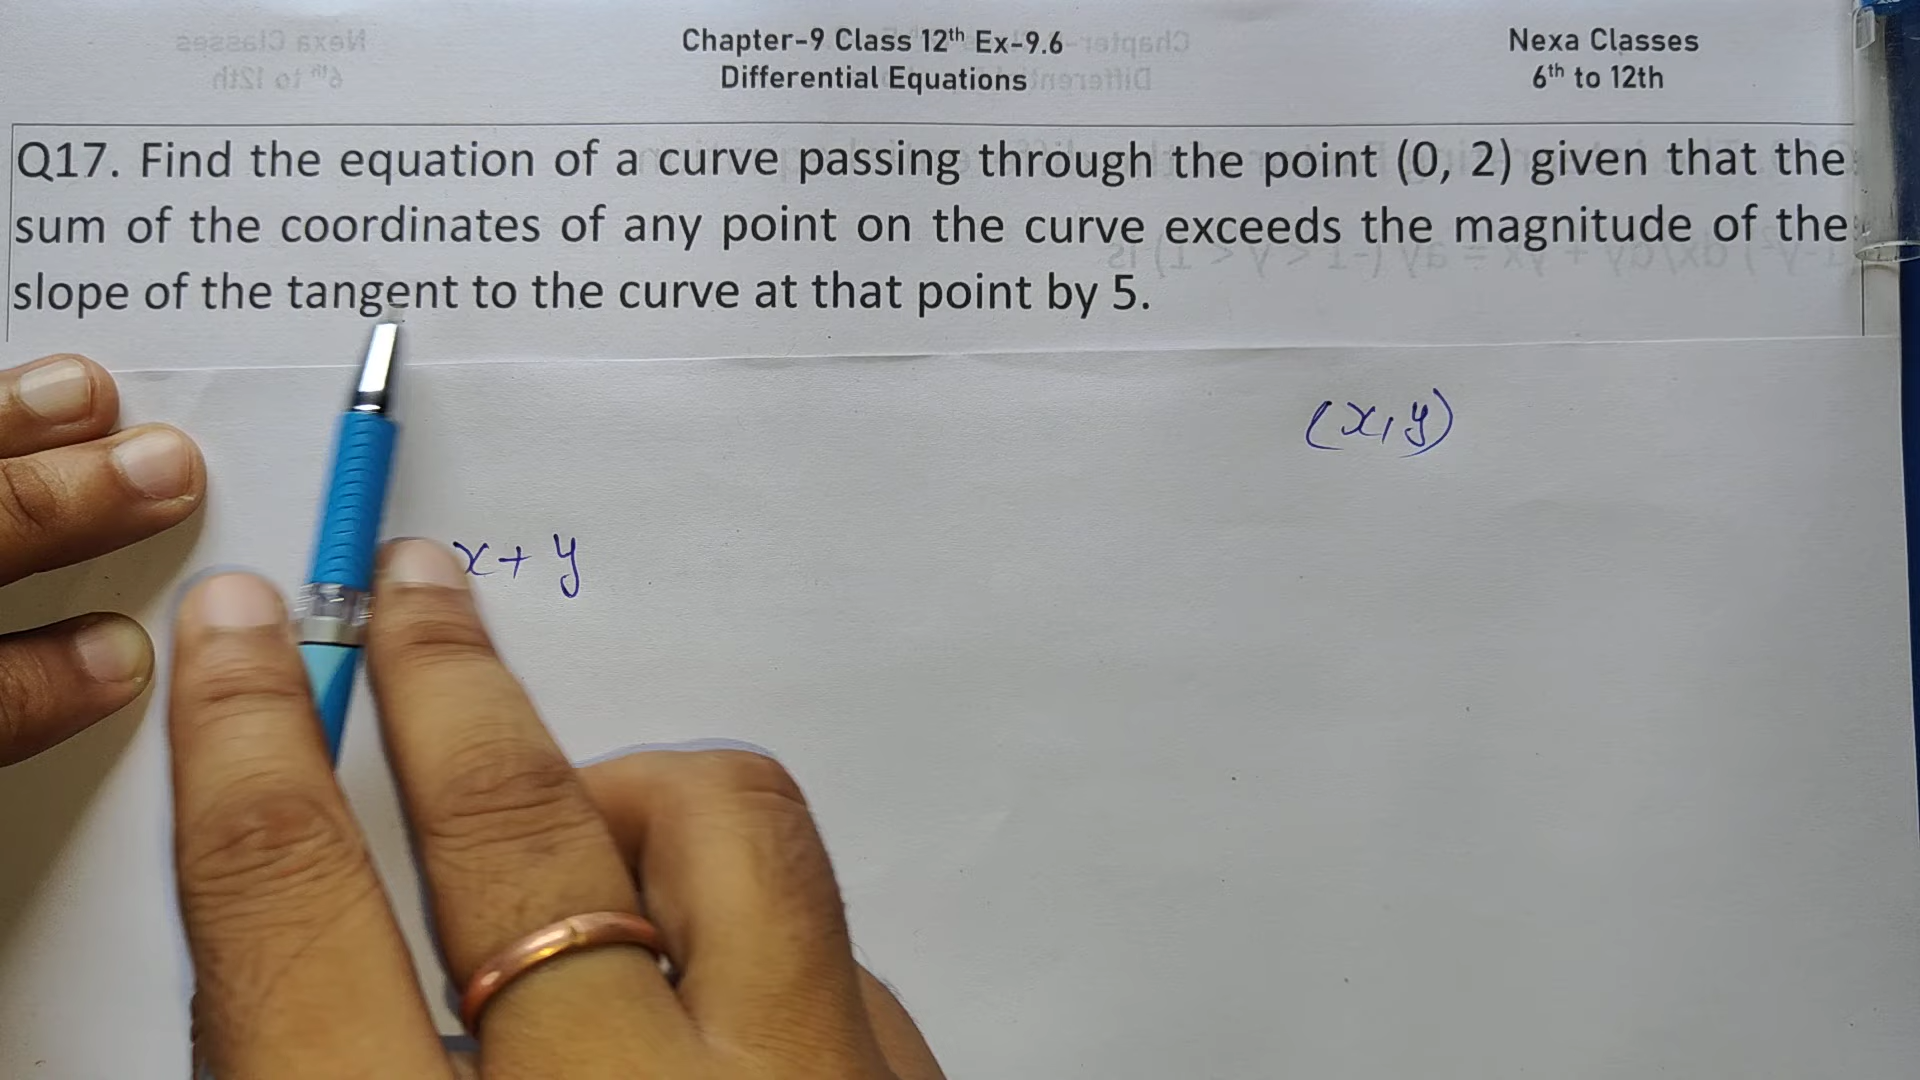 Chapter-9 Class 12th Ex-9.6
Differential Equations
Nexa Classes
6th to 12th
Q17. Find the equation of a curve passing through the point (0, 2) given that the
sum of the coordinates of any point on the curve exceeds the magnitude of the
slope of the tangent to the curve at that point by 5.
(x, y)
x + y